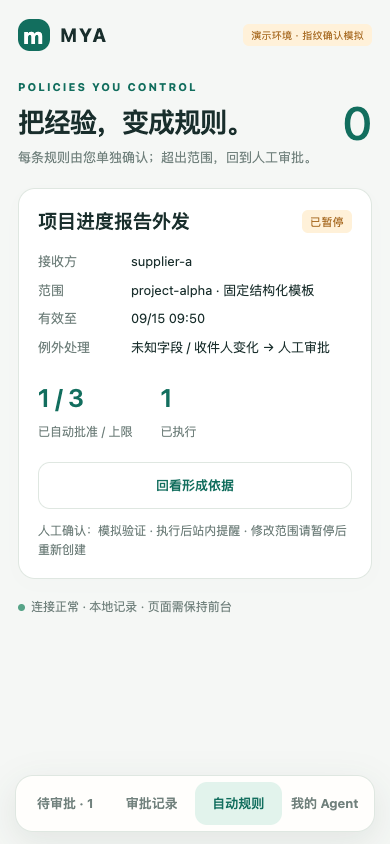 m MYA
演示环境 · 指纹确认模拟
POLICIES YOU CONTROL
把经验，变成规则。
0
每条规则由您单独确认；超出范围，回到人工审批。
项目进度报告外发
已暂停
接收方 supplier-a
范围 project-alpha · 固定结构化模板
有效至 09/15 09:50
例外处理 未知字段 / 收件人变化 → 人工审批
1 / 3 1
已自动批准 / 上限 已执行
回看形成依据
人工确认：模拟验证 · 执行后站内提醒 · 修改范围请暂停后
重新创建
连接正常 · 本地记录 · 页面需保持前台
待审批 · 1 审批记录 自动规则 我的 Agent